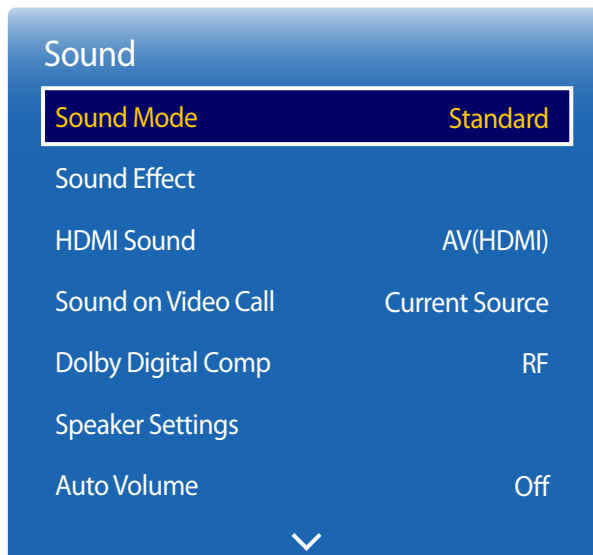 Sound
Sound Mode Standard
Sound Effect
HDMI Sound AV(HDMI)
Sound on Video Call Current Source
Dolby Digital Comp RF
Speaker Settings
Auto Volume Off